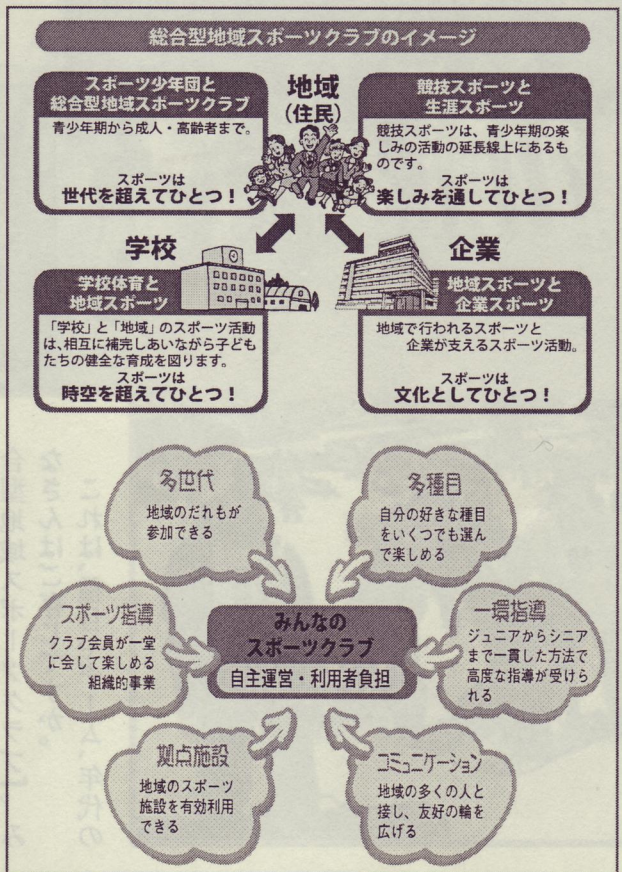 総合型地域スポーツクラブのイメージ
スポーツ少年団と
総合型地域スポーツクラブ
青少年期から成人・高齢者まで。
スポーツは
世代を超えてひとつ！
地域
(住民)
競技スポーツと
生涯スポーツ
競技スポーツは、青少年期の楽
しみの活動の延長線上にあるも
のです。
スポーツは
楽しみを通してひとつ！
学校
学校体育と
地域スポーツ
「学校」と「地域」のスポーツ活動
は、相互に補完しあいながら子ども
たちの健全な育成を図ります。
スポーツは
時空を超えてひとつ！
企業
地域スポーツと
企業スポーツ
地域で行われるスポーツと
企業が支えるスポーツ活動。
スポーツは
文化としてひとつ！
多世代
地域のだれもが
参加できる
多種目
自分の好きな種目
をいくつでも選ん
で楽しめる
スポーツ指導
クラブ会員が一堂
に会して楽しめる
組織的事業
みんなの
スポーツクラブ
自主運営・利用者負担
一環指導
ジュニアからシニア
まで一貫した方法で
高度な指導が受けら
れる
拠点施設
地域のスポーツ
施設を有効利用
できる
コミュニケーション
地域の多くの人と
接し、友好の輪を
広げる